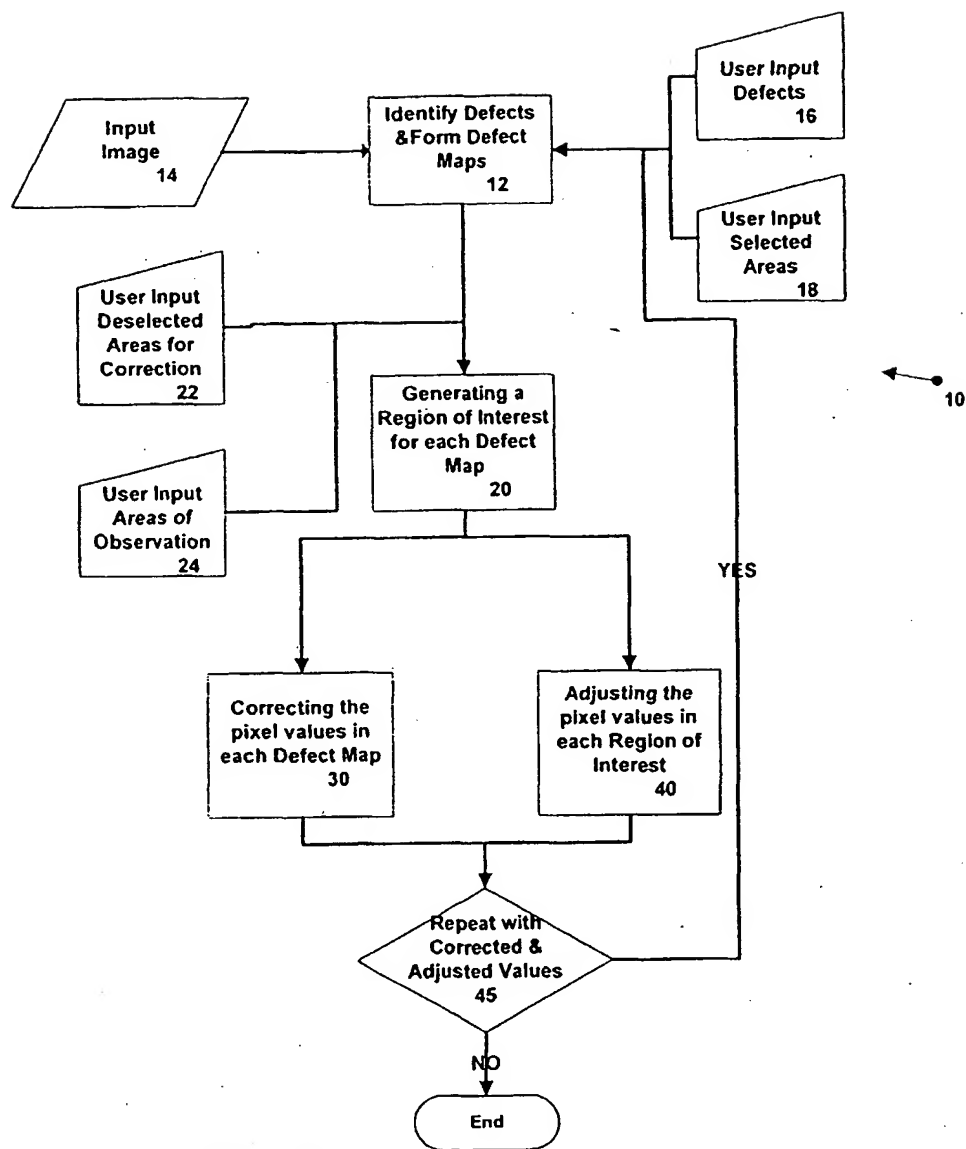 User Input
Defects
16
Input
Image
14
Identify Defects
&Form Defect
Maps
12
User Input
Selected
Areas
18
User Input
Deselected
Areas for
Correction
22
Generating a
Region of Interest
for each Defect
Map
20
10
User Input
Areas of
Observation
24
YES
Correcting the
pixel values in
each Defect Map
30
Adjusting the
pixel values in
each Region of
Interest
40
Repeat with
Corrected &
Adjusted Values
45
NO
End